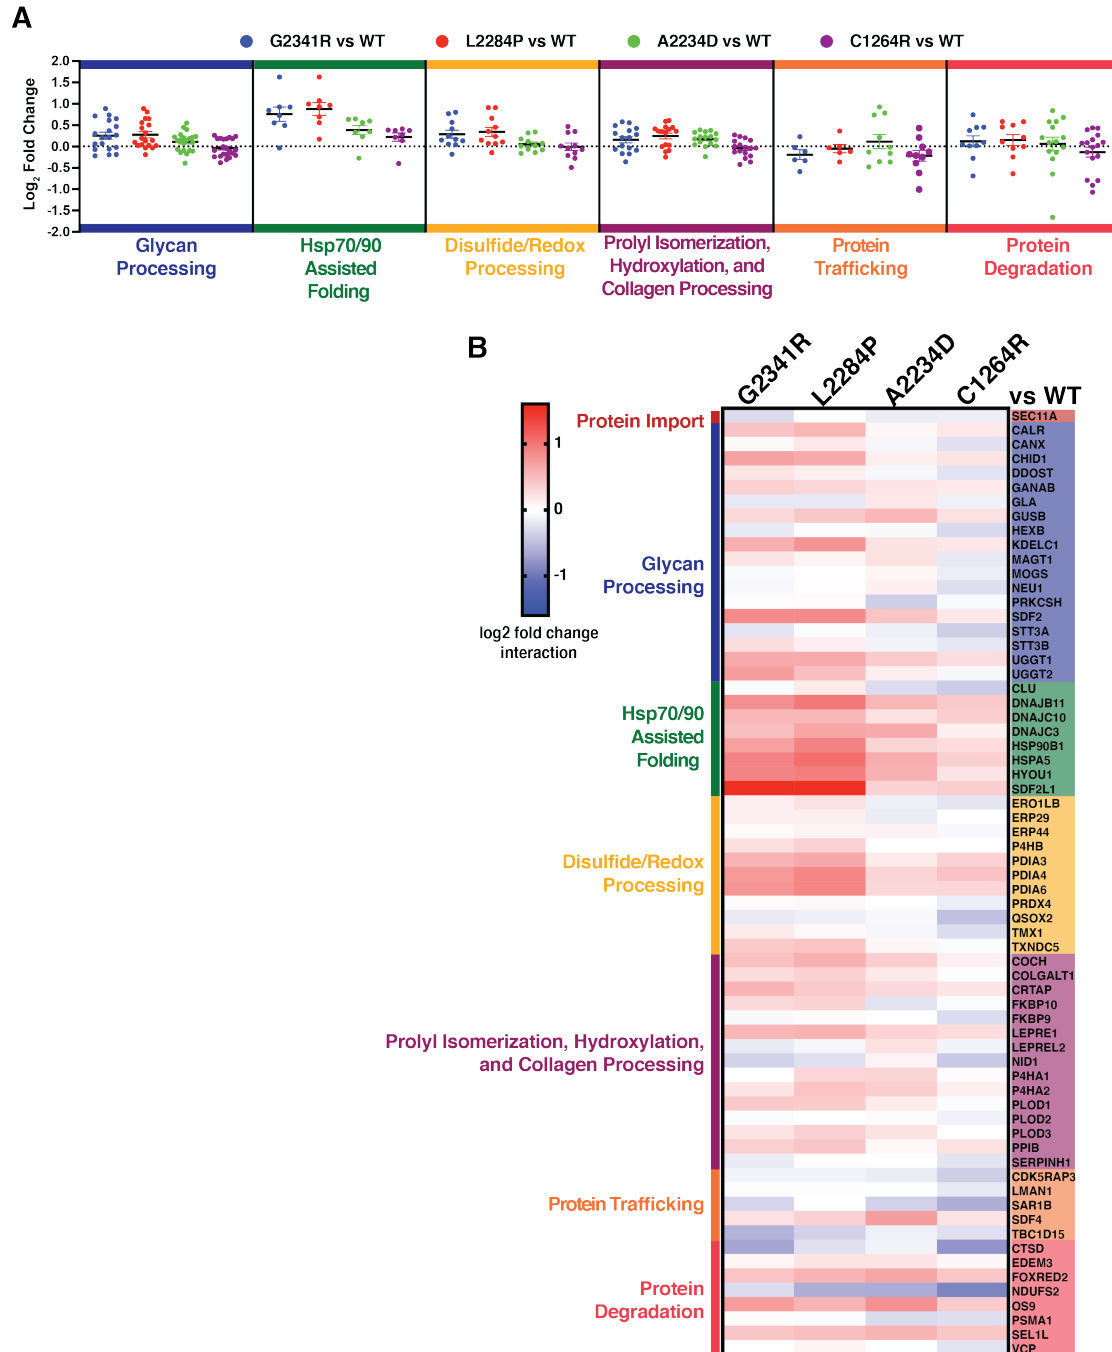 A
G2341R vs WT
L2284P vs WT
A2234D vs WT
C1264R vs WT
Log2 Fold Change
2.0
1.5
1.0
0.5
0.0
-0.5
-1.0
-1.5
-2.0
Glycan
Processing
Hsp70/90
Assisted
Folding
Disulfide/Redox
Processing
Prolyl Isomerization,
Hydroxylation, and
Collagen Processing
Protein
Trafficking
Protein
Degradation
B
G2341R
L2284P
A2234D
C1264R
vs WT
1
0
-1
log2 fold change
interaction
Protein Import
Glycan
Processing
Hsp70/90
Assisted
Folding
Disulfide/Redox
Processing
Prolyl Isomerization, Hydroxylation,
and Collagen Processing
Protein Trafficking
Protein
Degradation
SEC11A
CALR
CANX
CHID1
DDOST
GANAB
GLA
GUSB
HEXB
KDELC1
MAGT1
MOGS
NEU1
PRKCSH
SDF2
STT3A
STT3B
UGGT1
UGGT2
CLU
DNAJB11
DNAJC10
DNAJC3
HSP90B1
HSPA5
HYOU1
SDF2L1
ERO1LB
ERP29
ERP44
P4HB
PDIA3
PDIA4
PDIA6
PRDX4
QSOX2
TMX1
TXNDC5
COCH
COLGALT1
CRTAP
FKBP10
FKBP9
LEPRE1
LEPREL2
NID1
P4HA1
P4HA2
PLOD1
PLOD2
PLOD3
PPIB
SERPINH1
CDK5RAP3
LMAN1
SAR1B
SDF4
TBC1D15
CTSD
EDEM3
FOXRED2
NDUFS2
OS9
PSMA1
SEL1L
VCP